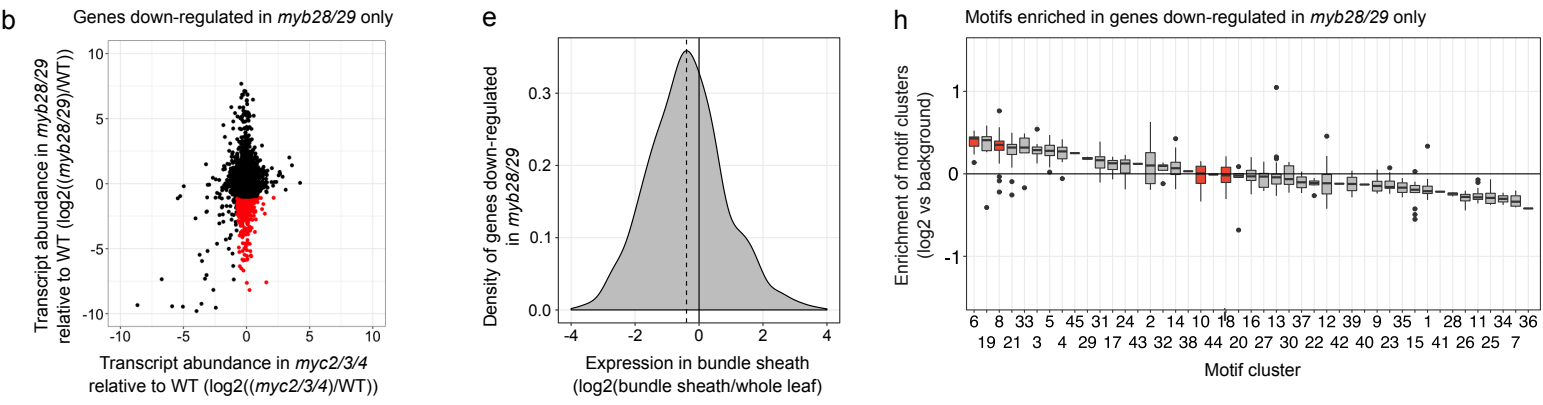 b
Genes down-regulated in myb28/29 only
Transcript abundance in myb28/29
relative to WT (log2((myb28/29)/WT))
10
5
0
-5
-10
-10 -5 0 5 10
Transcript abundance in myc2/3/4
relative to WT (log2((myc2/3/4)/WT))
e
Density of genes down-regulated
in myb28/29
0.3
0.2
0.1
0.0
-4 -2 0 2 4
Expression in bundle sheath
(log2(bundle sheath/whole leaf)
h
Motifs enriched in genes down-regulated in myb28/29 only
Enrichment of motif clusters
(log2 vs background)
1
0
-1
6 8 33 5 45 31 24 2 14 10 18 16 13 37 12 39 9 35 1 28 11 34 36
19 21 3 4 29 17 43 32 38 44 20 27 30 22 42 40 23 15 41 26 25 7
Motif cluster